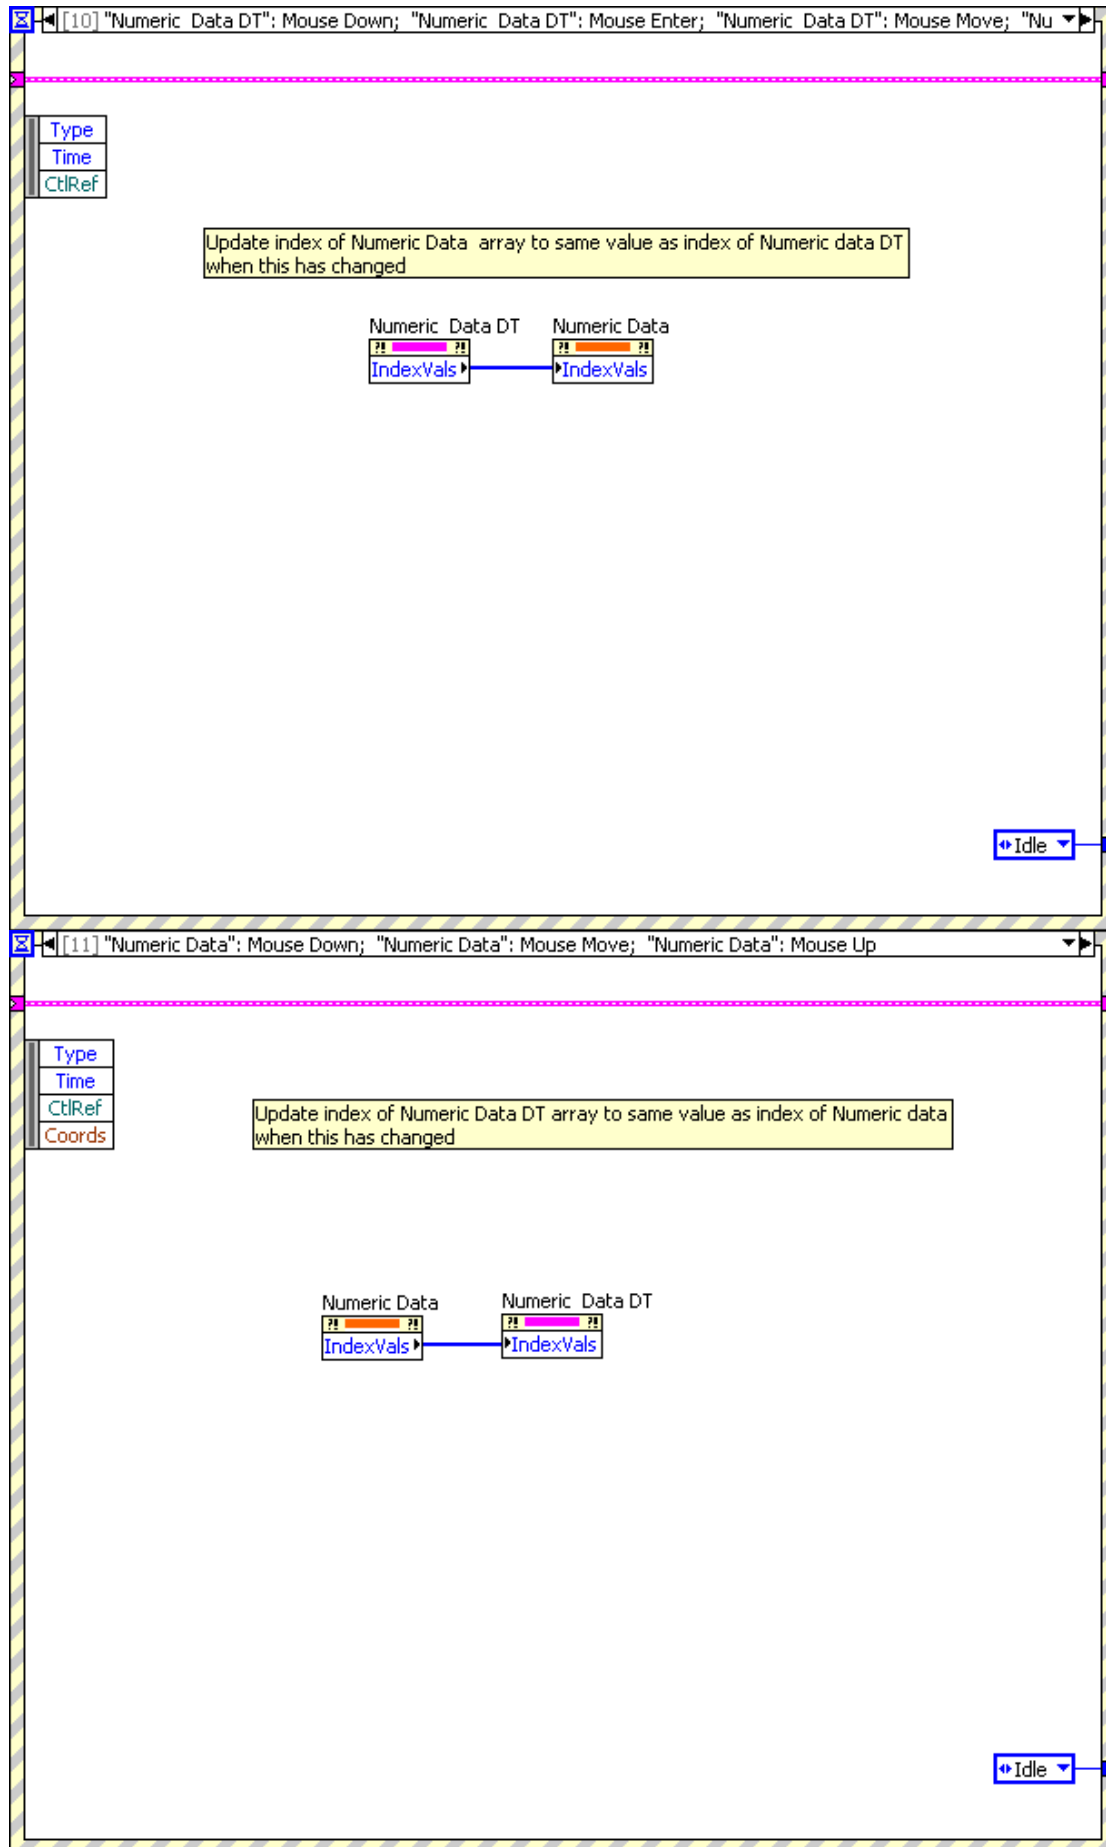 [10] "Numeric  Data DT": Mouse Down;  "Numeric  Data DT": Mouse Enter;  "Numeric  Data DT": Mouse Move;  "Nu
Type
Time
CtlRef
Update index of Numeric Data  array to same value as index of Numeric data DT
when this has changed
Numeric  Data DT    Numeric Data
?! ?! ?! ?!
IndexVals    IndexVals
Idle
[11] "Numeric Data": Mouse Down;  "Numeric Data": Mouse Move;  "Numeric Data": Mouse Up
Type
Time
CtlRef
Coords
Update index of Numeric Data DT array to same value as index of Numeric data
when this has changed
Numeric Data    Numeric  Data DT
?! ?! ?! ?!
IndexVals    IndexVals
Idle